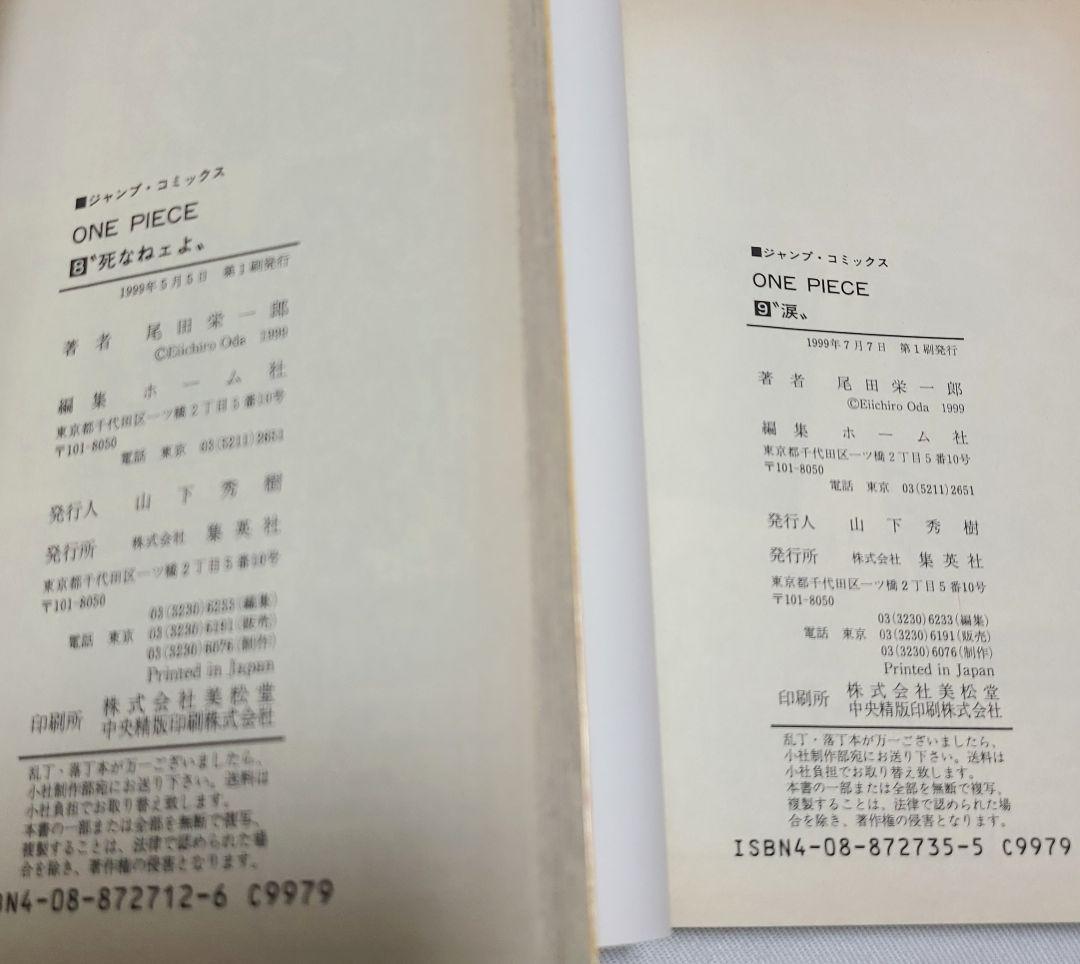 ■ジャンプ・コミックス
ONE PIECE
8〝死なねェよ〟
1999年5月5日 第1刷発行
著者 尾田栄一郎
©Eiichiro Oda 1999
編集 ホーム社
東京都千代田区一ツ橋2丁目5番10号
〒101-8050
電話 東京 03(5211)2651
発行人 山下秀樹
発行所 株式会社 集英社
東京都千代田区一ツ橋2丁目5番10号
〒101-8050
03(3230)6233(編集)
電話 東京 03(3230)6191(販売)
03(3230)6076(制作)
Printed in Japan
印刷所 株式会社美松堂
中央精版印刷株式会社
乱丁・落丁本が万一ございましたら、
小社制作部宛にお送り下さい。送料は
小社負担でお取り替え致します。
本書の一部または全部を無断で複写、
複製することは、法律で認められた場
合を除き、著作権の侵害となります。
BN4-08-872712-6 C9979
■ジャンプ・コミックス
ONE PIECE
9〝涙〟
1999年7月7日 第1刷発行
著者 尾田栄一郎
©Eiichiro Oda 1999
編集 ホーム社
東京都千代田区一ツ橋2丁目5番10号
〒101-8050
電話 東京 03(5211)2651
発行人 山下秀樹
発行所 株式会社 集英社
東京都千代田区一ツ橋2丁目5番10号
〒101-8050
03(3230)6233(編集)
電話 東京 03(3230)6191(販売)
03(3230)6076(制作)
Printed in Japan
印刷所 株式会社美松堂
中央精版印刷株式会社
乱丁・落丁本が万一ございましたら、
小社制作部宛にお送り下さい。送料は
小社負担でお取り替え致します。
本書の一部または全部を無断で複写、
複製することは、法律で認められた場
合を除き、著作権の侵害となります。
ISBN4-08-872735-5 C9979